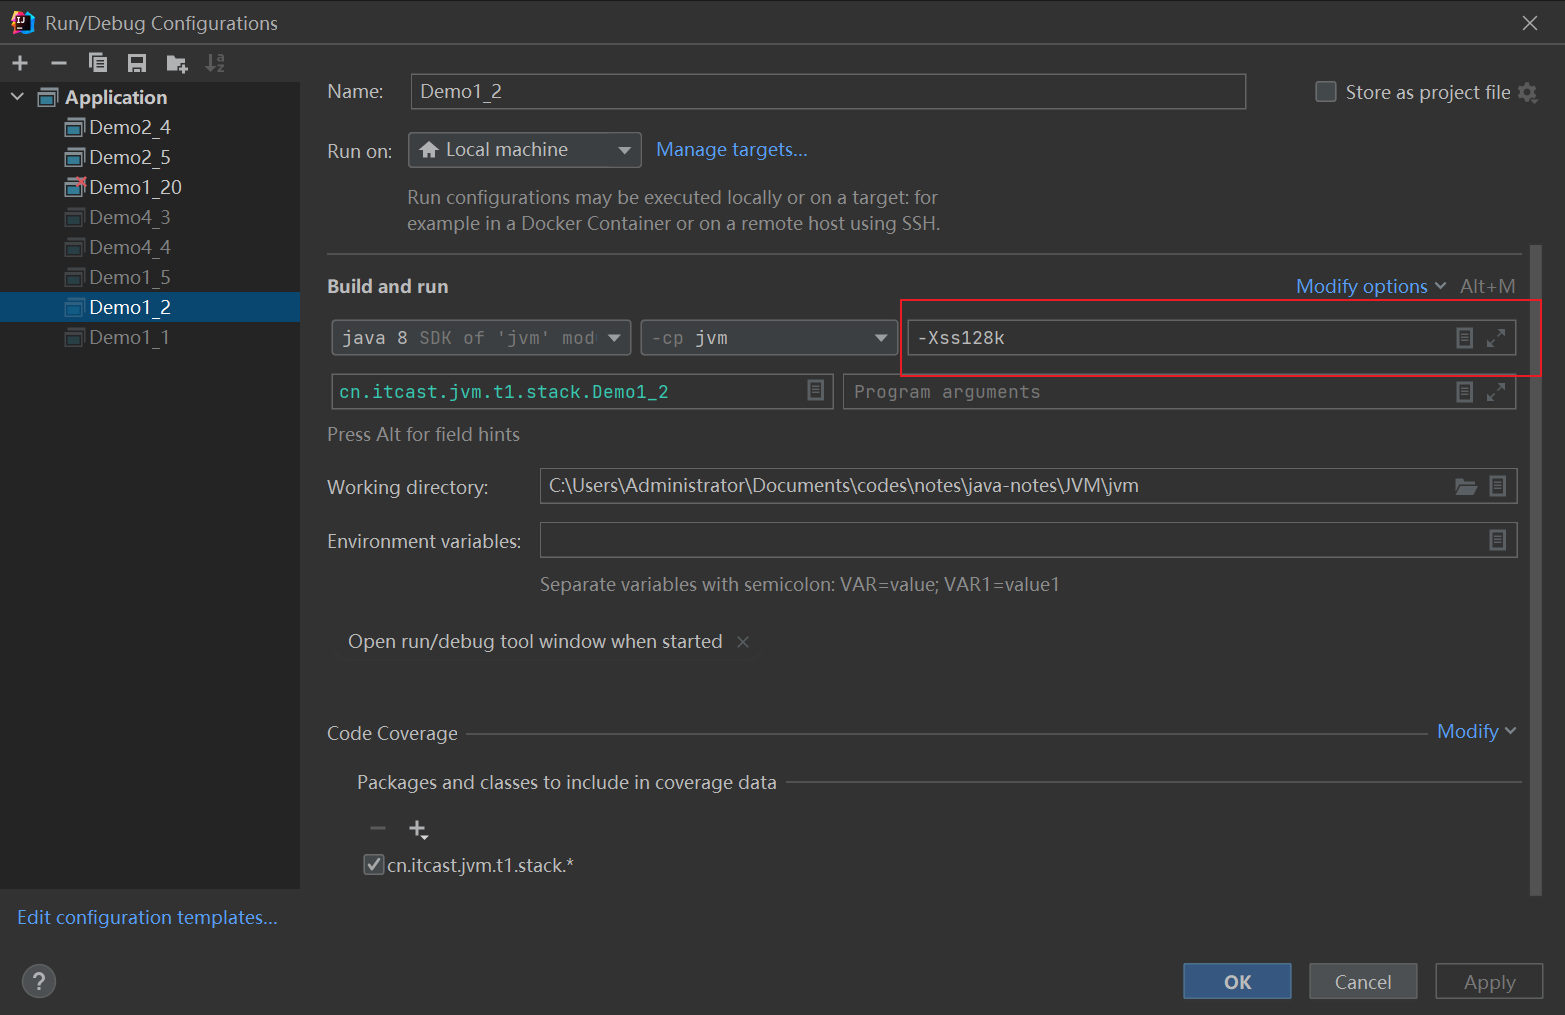 Run/Debug Configurations
Application
Demo2_4
Demo2_5
Demo1_20
Demo4_3
Demo4_4
Demo1_5
Demo1_2
Demo1_1
Edit configuration templates...
Name: Demo1_2 Store as project file
Run on: Local machine Manage targets...
Run configurations may be executed locally or on a target: for
example in a Docker Container or on a remote host using SSH.
Build and run Modify options Alt+M
java 8 SDK of 'jvm' mod -cp jvm -Xss128k
cn.itcast.jvm.t1.stack.Demo1_2 Program arguments
Press Alt for field hints
Working directory: C:\Users\Administrator\Documents\codes\notes\java-notes\JVM\jvm
Environment variables:
Separate variables with semicolon: VAR=value; VAR1=value1
Open run/debug tool window when started
Code Coverage Modify
Packages and classes to include in coverage data
cn.itcast.jvm.t1.stack.*
? OK Cancel Apply